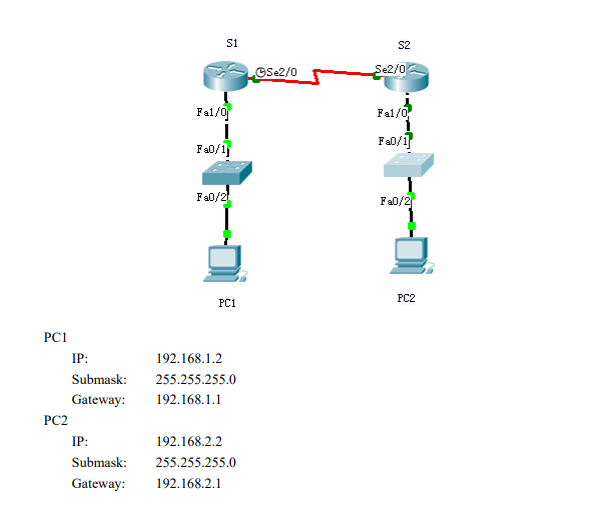 S1
S2
Se2/0
Se2/0
Fa1/0
Fa1/0
Fa0/1
Fa0/1
Fa0/2
Fa0/2
PC1
PC2
PC1
IP: 192.168.1.2
Submask: 255.255.255.0
Gateway: 192.168.1.1
PC2
IP: 192.168.2.2
Submask: 255.255.255.0
Gateway: 192.168.2.1